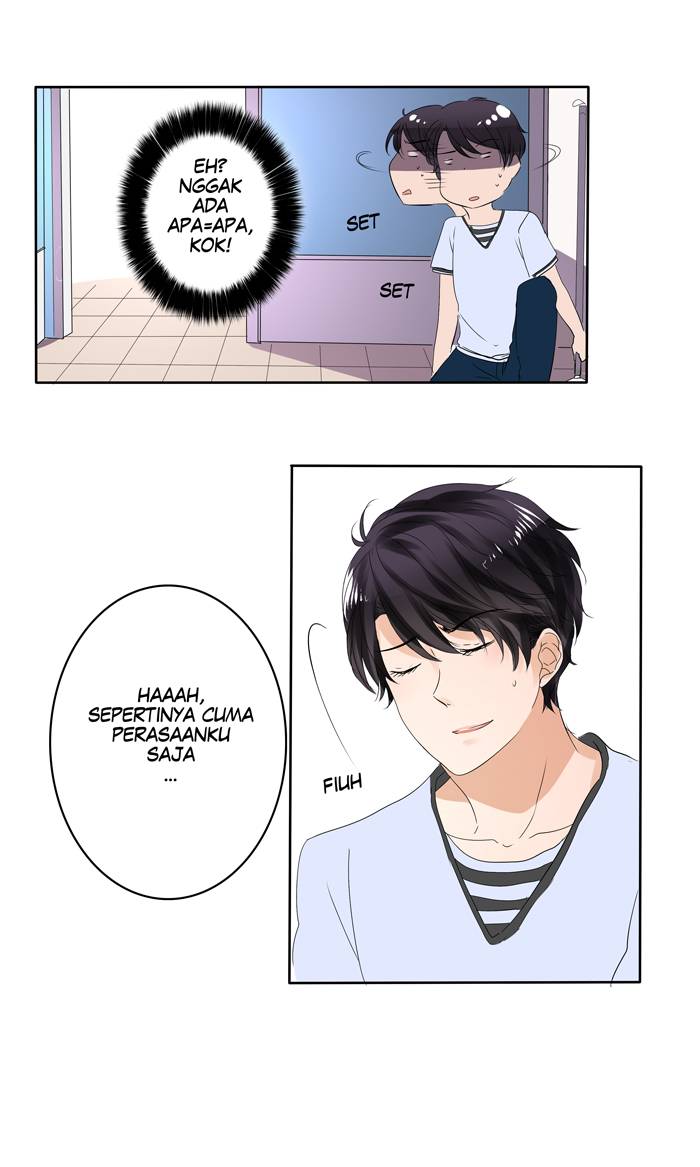 EH?
NGGAK
ADA
APA=APA,
KOK!
SET
SET
HAAAH,
SEPERTINYA CUMA
PERASAANKU
SAJA
...
FIUH